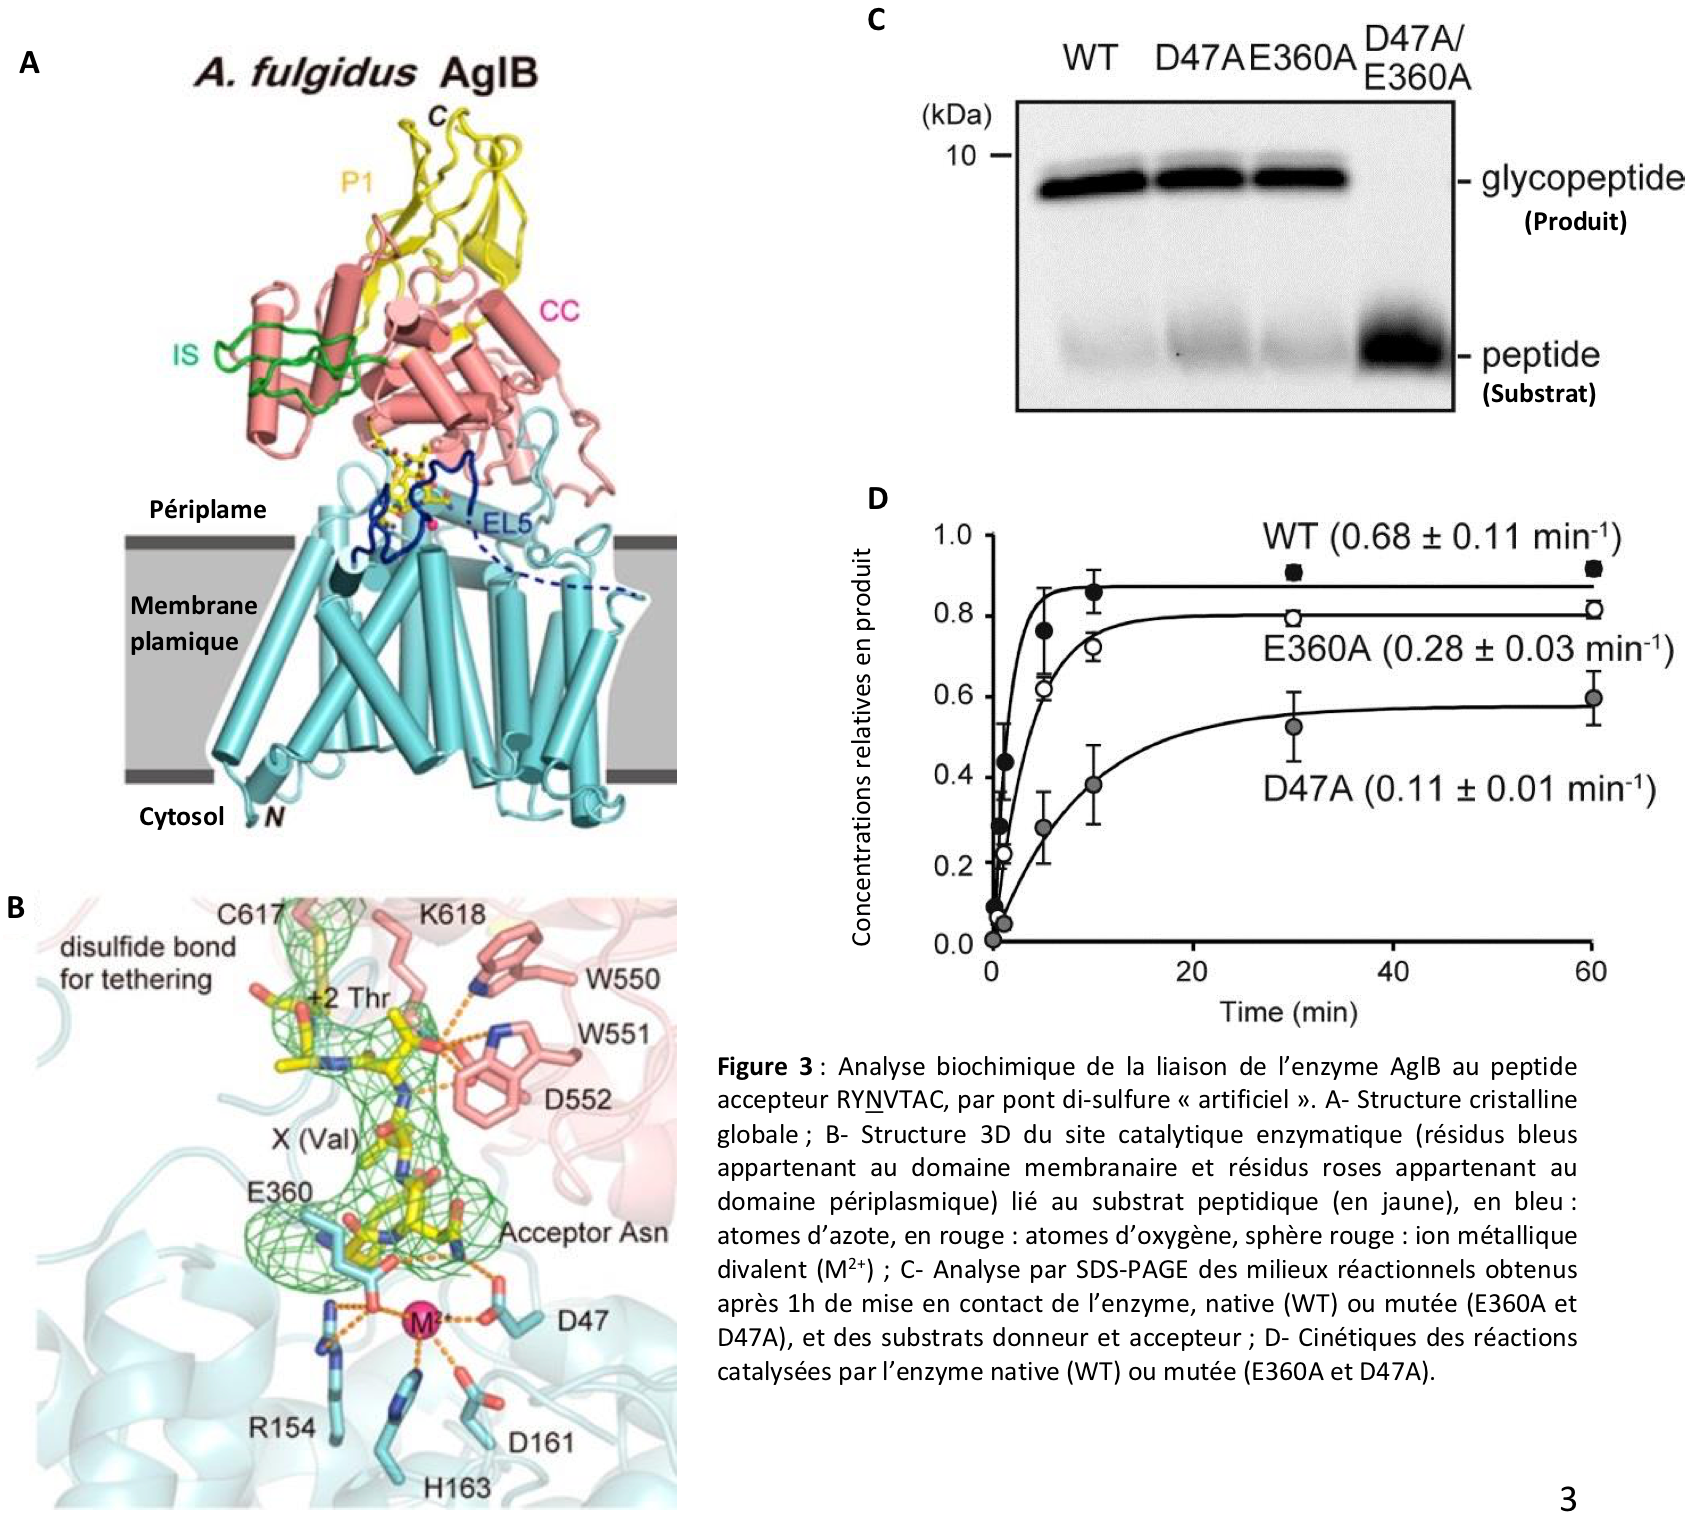 A
A. fulgidus AglB
C
P1
CC
IS
EL5
Périplame
Membrane
plamique
Cytosol
N
B
C617
K618
disulfide bond
for tethering
+2 Thr
W550
W551
D552
X (Val)
E360
Acceptor Asn
M2+
D47
R154
D161
H163
C
WT D47A E360A D47A/
E360A
(kDa)
10
glycopeptide
(Produit)
peptide
(Substrat)
D
Concentrations relatives en produit
1.0
0.8
0.6
0.4
0.2
0.0
WT (0.68 ± 0.11 min-1)
E360A (0.28 ± 0.03 min-1)
D47A (0.11 ± 0.01 min-1)
0 20 40 60
Time (min)
Figure 3 : Analyse biochimique de la liaison de l’enzyme AglB au peptide
accepteur RYNVTAC, par pont di-sulfure « artificiel ». A- Structure cristalline
globale ; B- Structure 3D du site catalytique enzymatique (résidus bleus
appartenant au domaine membranaire et résidus roses appartenant au
domaine périplasmique) lié au substrat peptidique (en jaune), en bleu :
atomes d’azote, en rouge : atomes d’oxygène, sphère rouge : ion métallique
divalent (M2+) ; C- Analyse par SDS-PAGE des milieux réactionnels obtenus
après 1h de mise en contact de l’enzyme, native (WT) ou mutée (E360A et
D47A), et des substrats donneur et accepteur ; D- Cinétiques des réactions
catalysées par l’enzyme native (WT) ou mutée (E360A et D47A).
3